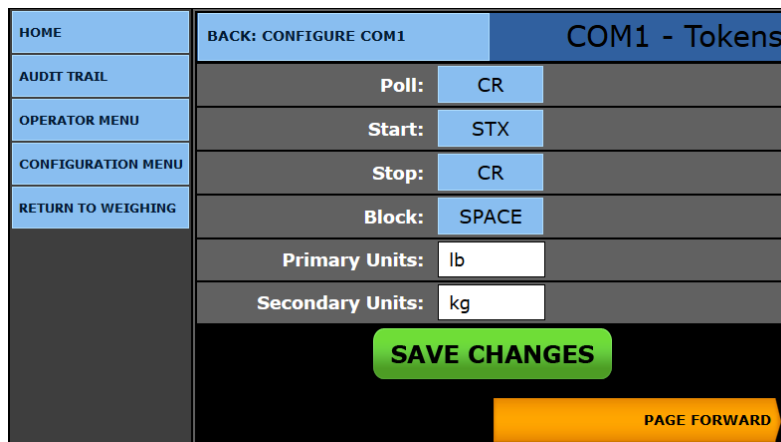 HOME
AUDIT TRAIL
OPERATOR MENU
CONFIGURATION MENU
RETURN TO WEIGHING
BACK: CONFIGURE COM1
COM1 - Tokens
Poll: CR
Start: STX
Stop: CR
Block: SPACE
Primary Units: lb
Secondary Units: kg
SAVE CHANGES
PAGE FORWARD